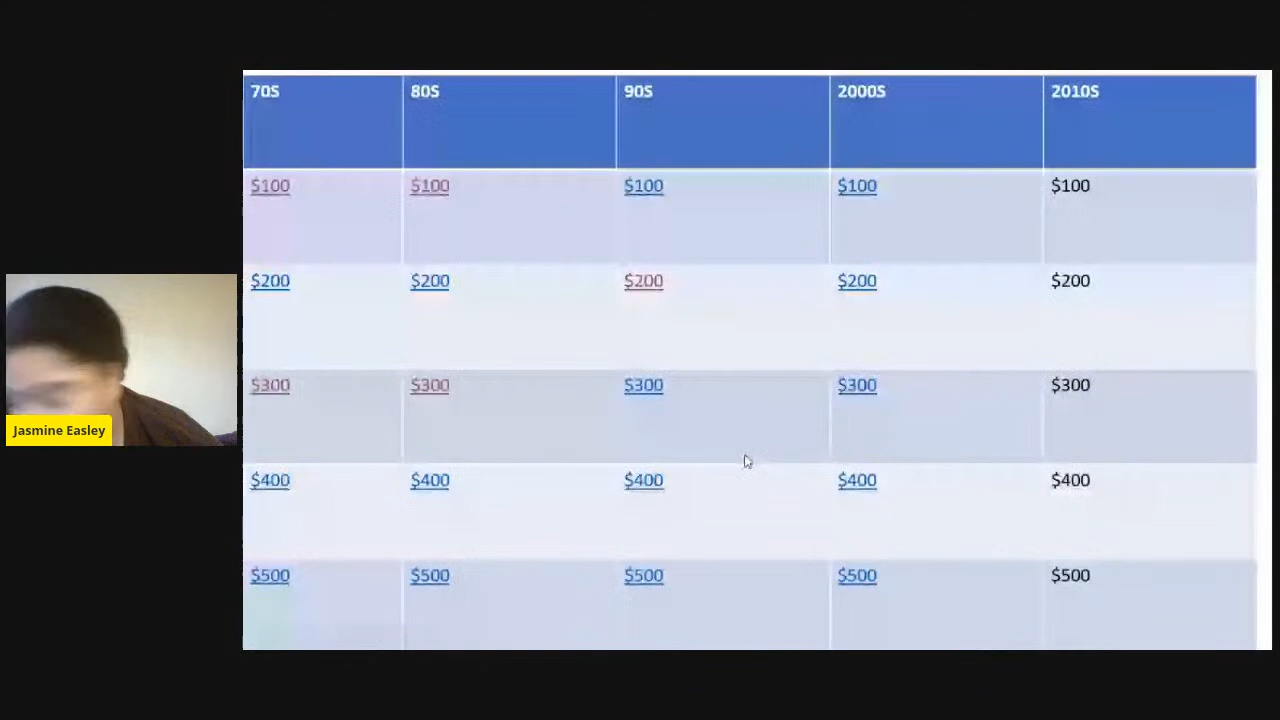 70S 80S 90S 2000S 2010S
$100 $100 $100 $100 $100
$200 $200 $200 $200 $200
$300 $300 $300 $300 $300
$400 $400 $400 $400 $400
$500 $500 $500 $500 $500
Jasmine Easley